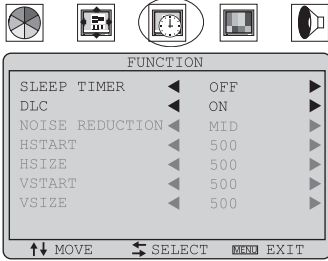 FUNCTION
SLEEP TIMER ◀ OFF ▶
DLC ◀ ON ▶
NOISE REDUCTION ◀ MID ▶
HSTART ◀ 500 ▶
HSIZE ◀ 500 ▶
VSTART ◀ 500 ▶
VSIZE ◀ 500 ▶
MOVE SELECT MENU EXIT